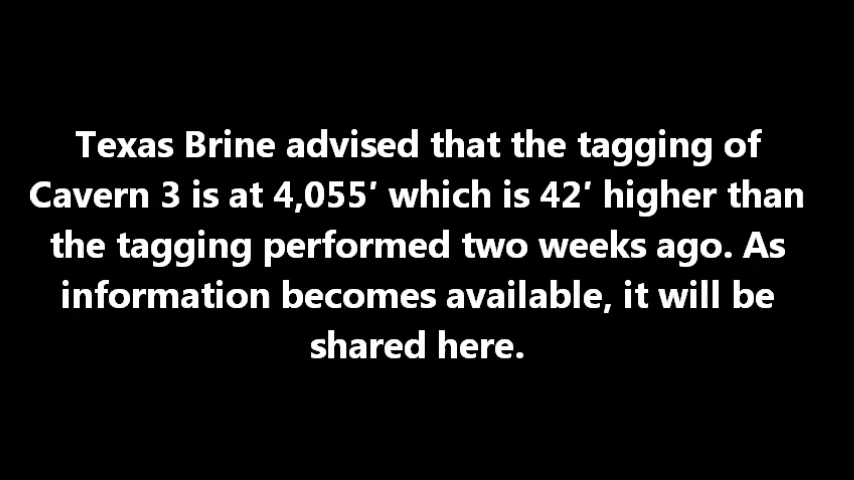 Texas Brine advised that the tagging of
Cavern 3 is at 4,055′ which is 42′ higher than
the tagging performed two weeks ago. As
information becomes available, it will be
shared here.